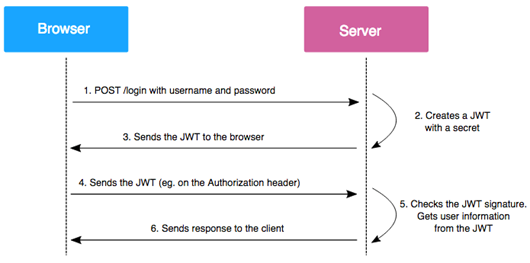 Browser
Server
1. POST /login with username and password
2. Creates a JWT
with a secret
3. Sends the JWT to the browser
4. Sends the JWT (eg. on the Authorization header)
5. Checks the JWT signature.
Gets user information
from the JWT
6. Sends response to the client